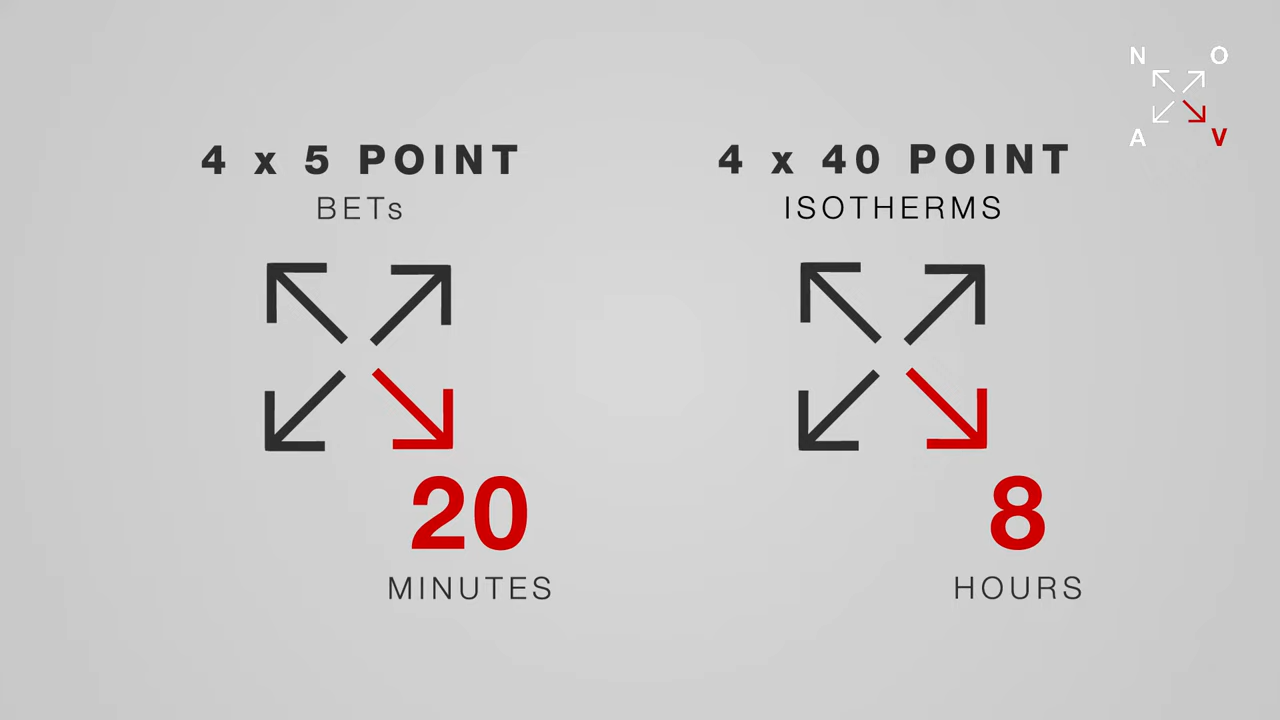 N O
A V
4 x 5 POINT
BETs
20
MINUTES
4 x 40 POINT
ISOTHERMS
8
HOURS